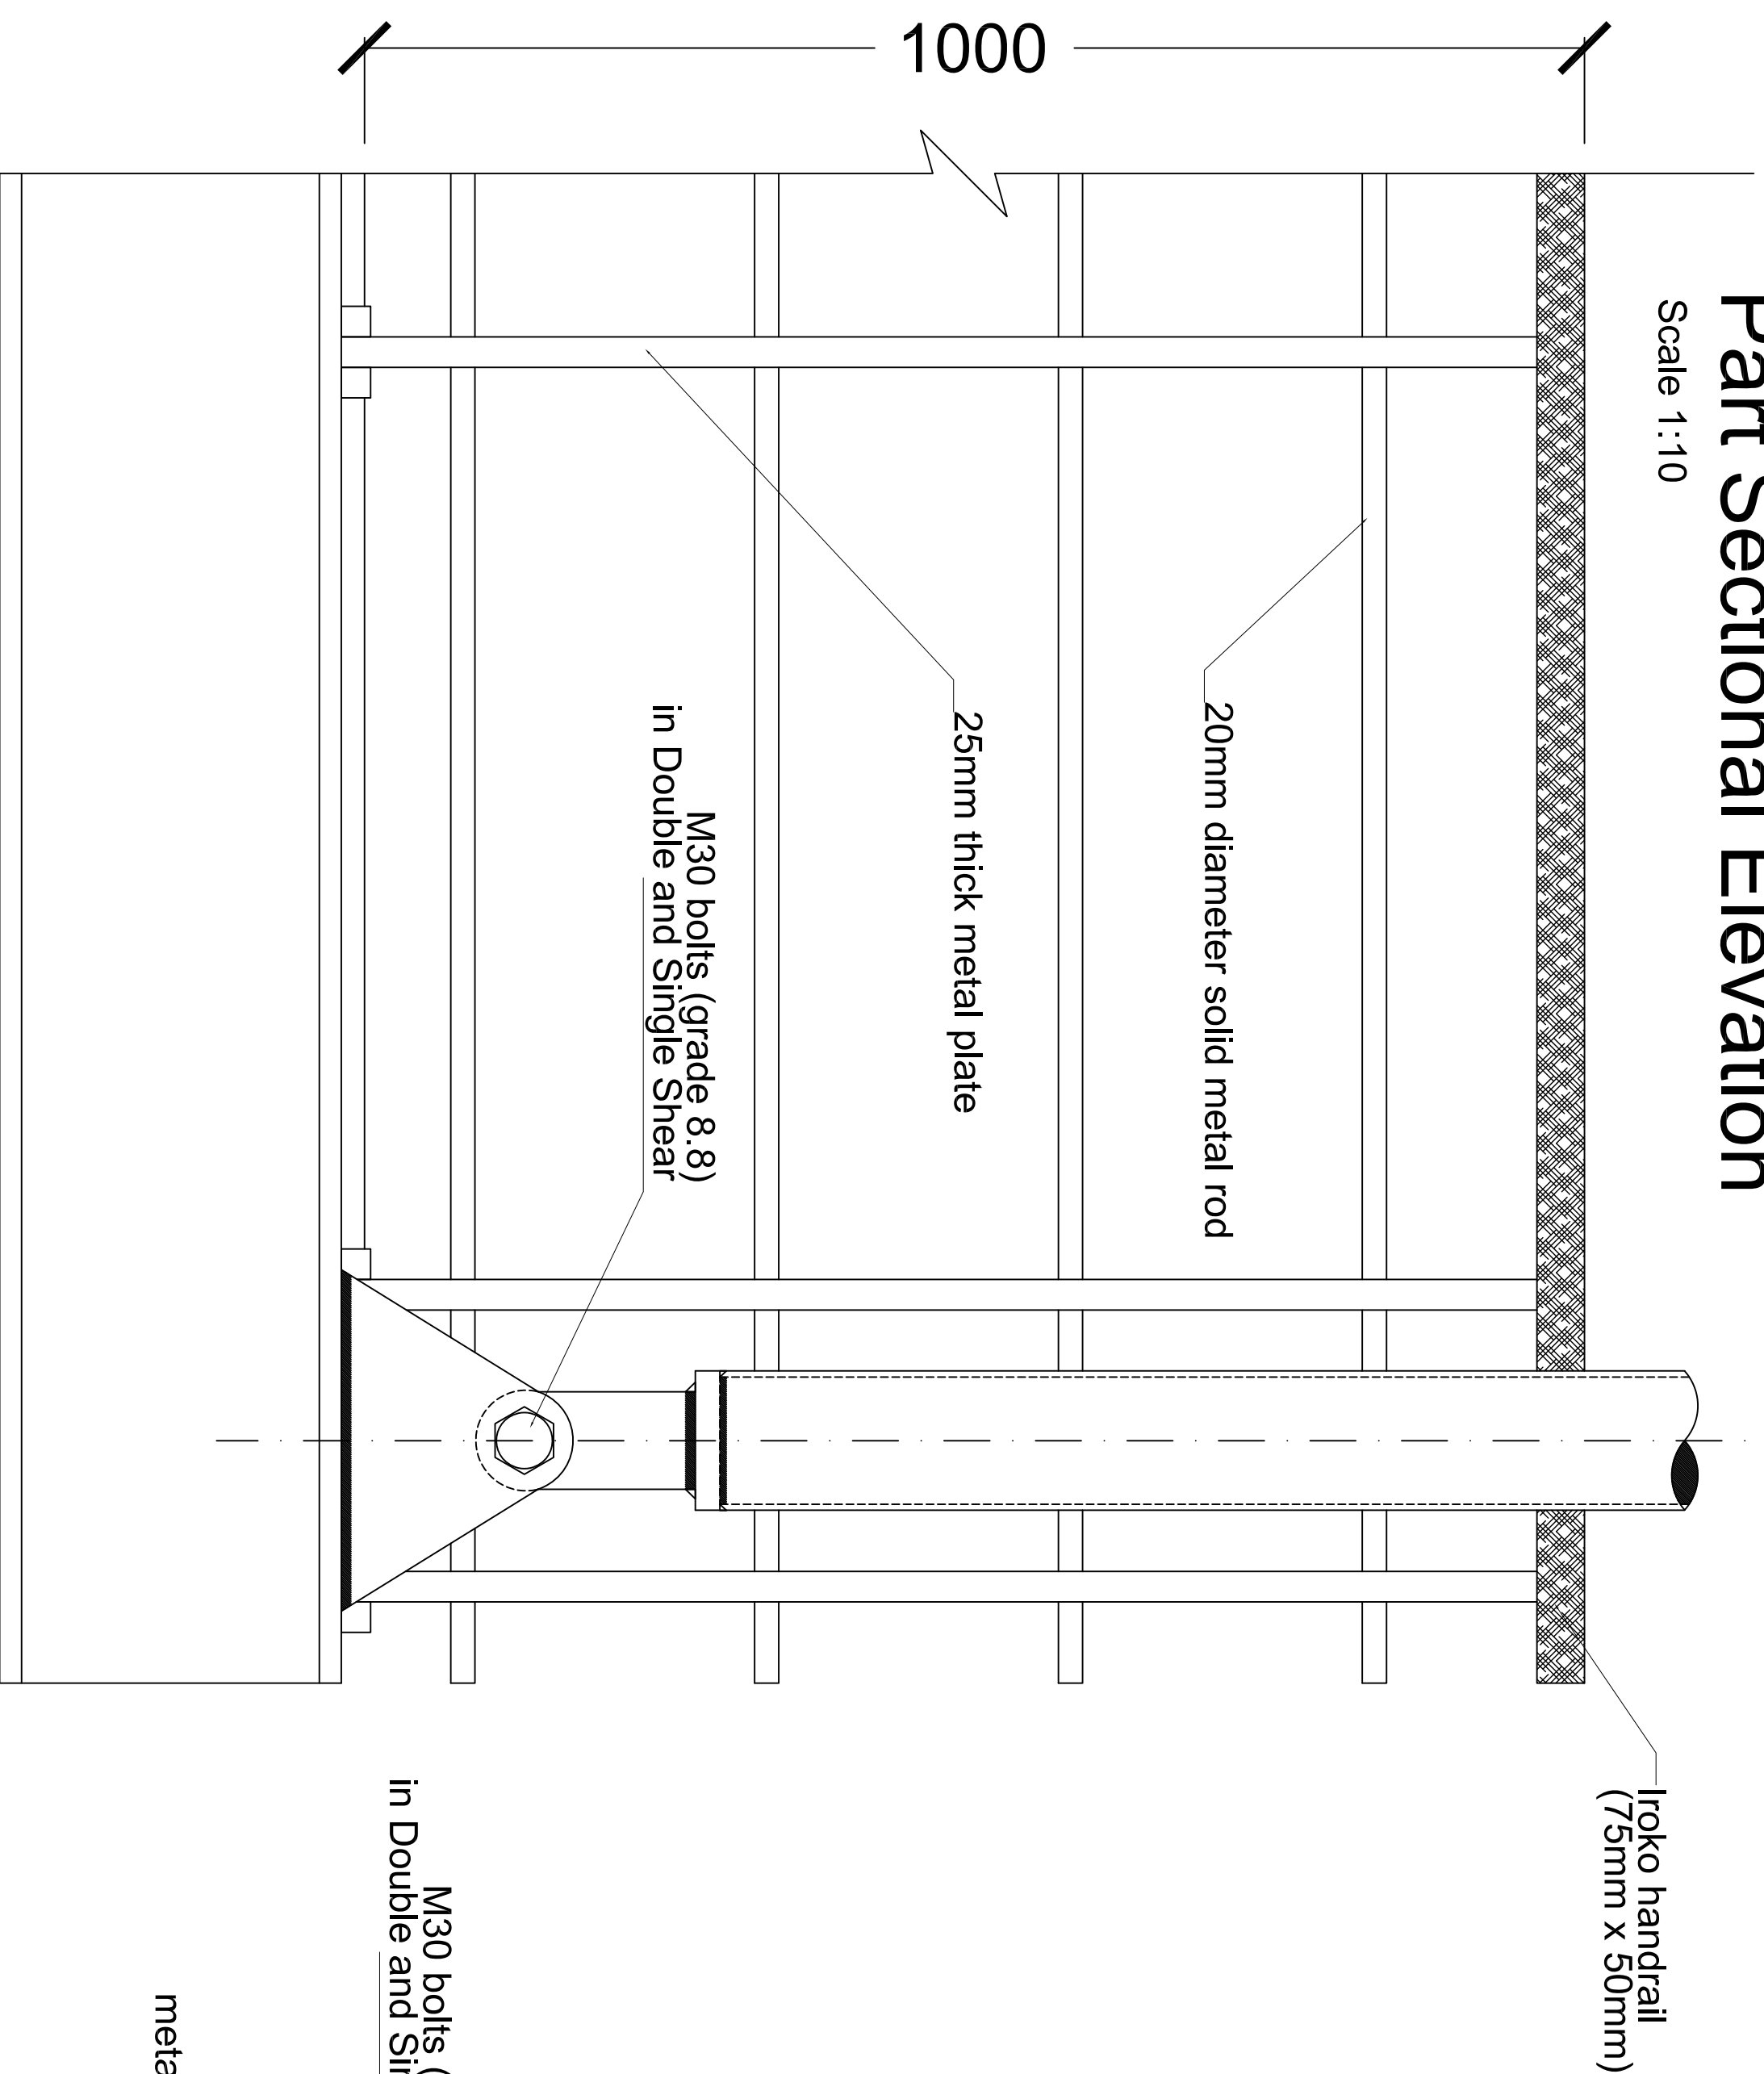 Part Sectional Elevation
Scale 1:10
1000
20mm diameter solid metal rod
25mm thick metal plate
M30 bolts (grade 8.8)
in Double and Single Shear
Iroko handrail
(75mm x 50mm)
M30 bolts (
in Double and